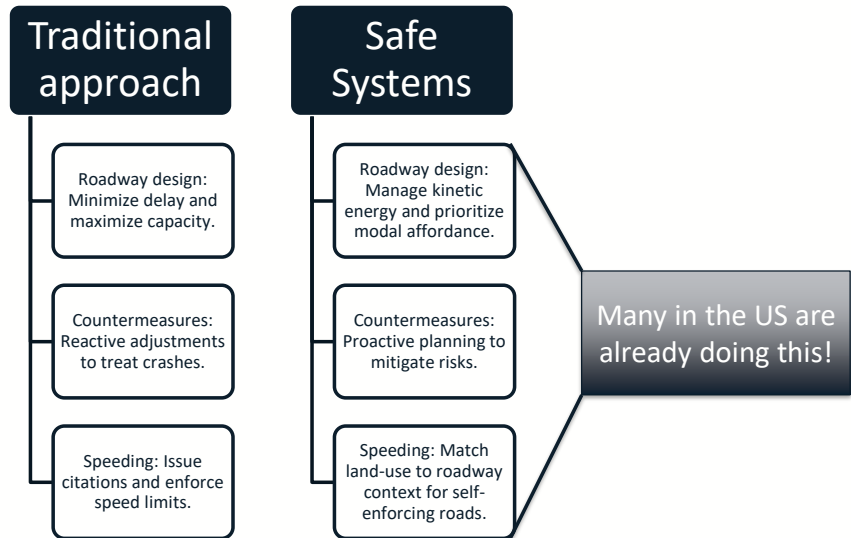 Traditional
approach
Roadway design:
Minimize delay and
maximize capacity.
Countermeasures:
Reactive adjustments
to treat crashes.
Speeding: Issue
citations and enforce
speed limits.
Safe
Systems
Roadway design:
Manage kinetic
energy and prioritize
modal affordance.
Countermeasures:
Proactive planning to
mitigate risks.
Speeding: Match
land-use to roadway
context for self-
enforcing roads.
Many in the US are
already doing this!